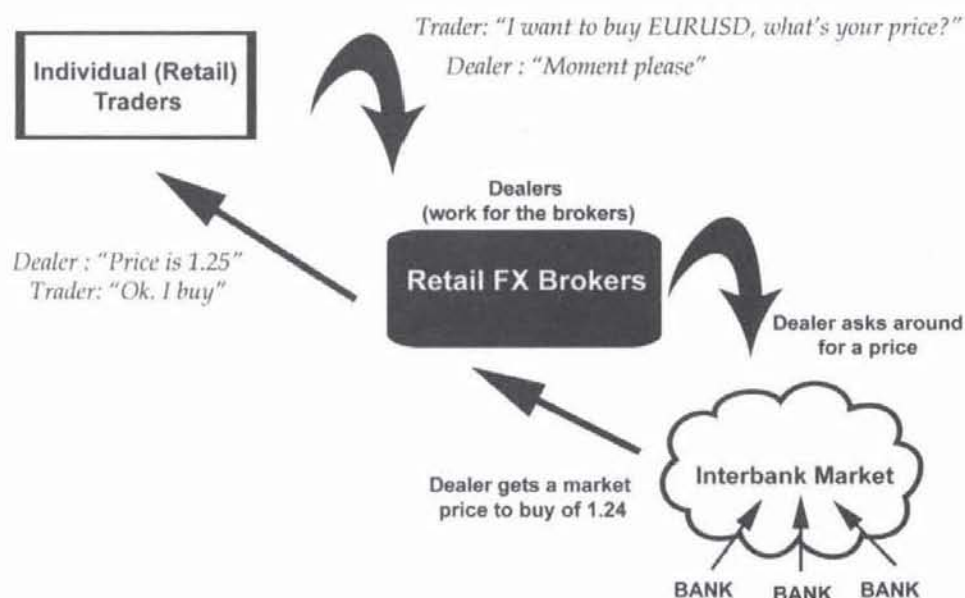 Trader: "I want to buy EURUSD, what's your price?"
Dealer : "Moment please"
Individual (Retail)
Traders
Dealers
(work for the brokers)
Retail FX Brokers
Dealer : "Price is 1.25"
Trader: "Ok. I buy"
Dealer asks around
for a price
Interbank Market
Dealer gets a market
price to buy of 1.24
BANK BANK BANK